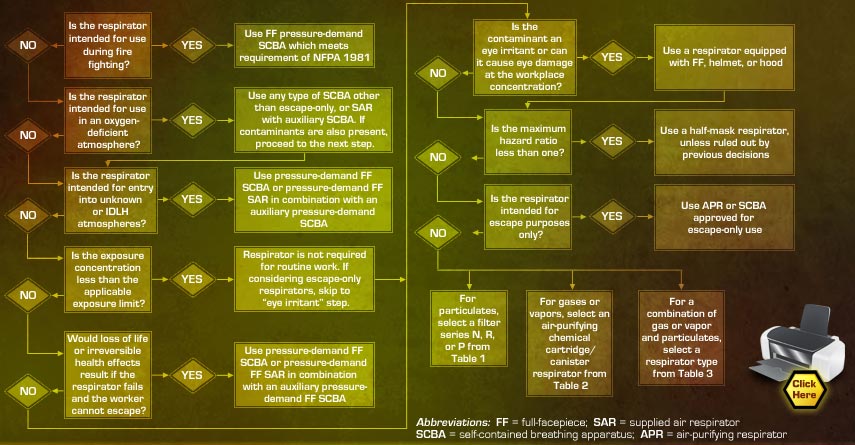 Is the respirator
intended for use
during fire
fighting?
NO
YES
Use FF pressure-demand
SCBA which meets
requirement of NFPA 1981
Is the respirator
intended for use
in an oxygen-
deficient
atmosphere?
NO
YES
Use any type of SCBA other
than escape-only, or SAR
with auxiliary SCBA. If
contaminants are also present,
proceed to the next step.
Is the respirator
intended for entry
into unknown
or IDLH
atmospheres?
NO
YES
Use pressure-demand FF
SCBA or pressure-demand FF
SAR in combination with an
auxiliary pressure-demand
SCBA
Is the exposure
concentration
less than the
applicable
exposure limit?
NO
YES
Respirator is not required
for routine work. If
considering escape-only
respirators, skip to
"eye irritant" step.
Would loss of life
or irreversible
health effects
result if the
respirator fails
and the worker
cannot escape?
NO
YES
Use pressure-demand FF
SCBA or pressure-demand
FF SAR in combination
with an auxiliary pressure-
demand FF SCBA
Is the
contaminant an
eye irritant or can
it cause eye damage
at the workplace
concentration?
NO
YES
Use a respirator equipped
with FF, helmet, or hood
Is the maximum
hazard ratio
less than one?
NO
YES
Use a half-mask respirator,
unless ruled out by
previous decisions
Is the respirator
intended for
escape purposes
only?
NO
YES
Use APR or SCBA
approved for
escape-only use
For
particulates,
select a filter
series N, R,
or P from
Table 1
For gases or
vapors, select an
air-purifying
chemical
cartridge/
canister
respirator from
Table 2
For a
combination of
gas or vapor
and particulates,
select a
respirator type
from Table 3
Click
Here
Abbreviations: FF = full-facepiece; SAR = supplied air respirator
SCBA = self-contained breathing apparatus; APR = air-purifying respirator